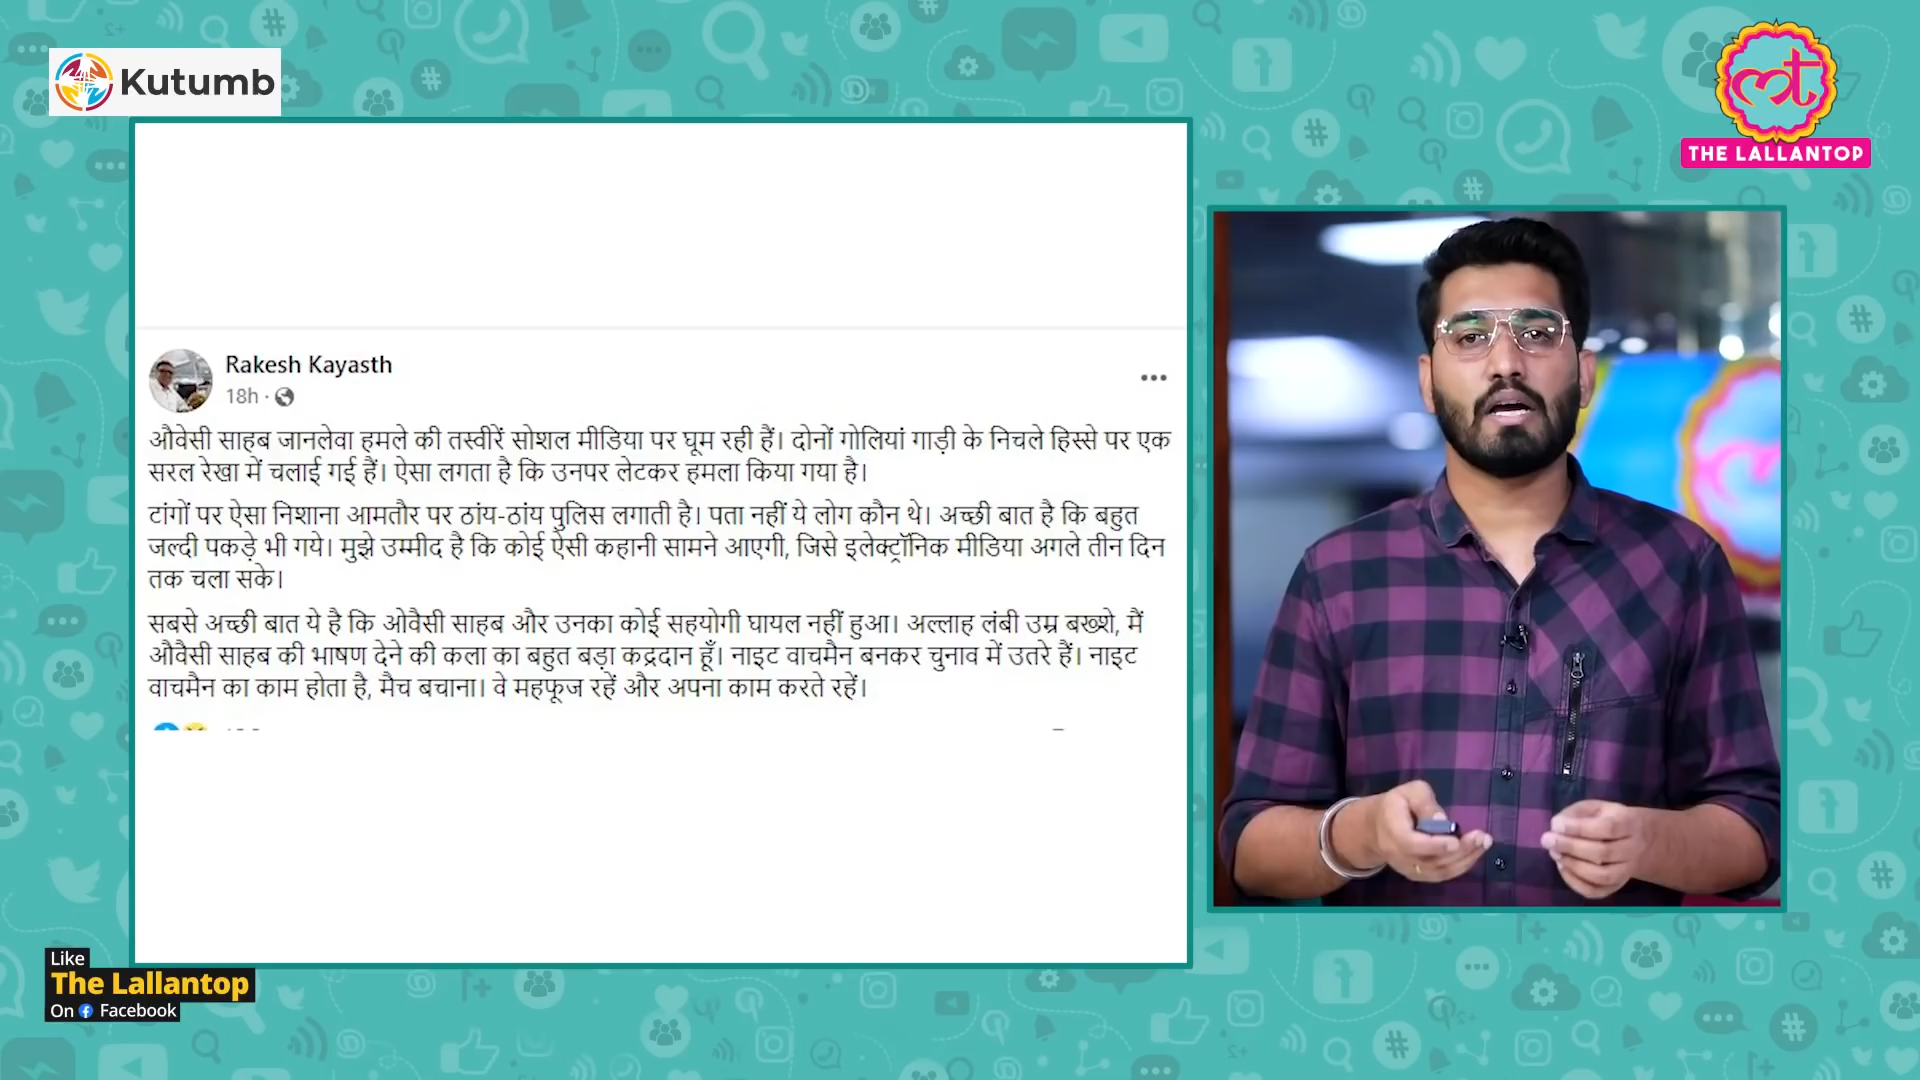 Kutumb
THE LALLANTOP
Rakesh Kayasth
18h ·
औवेसी साहब जानलेवा हमले की तस्वीरें सोशल मीडिया पर घूम रही हैं। दोनों गोलियां गाड़ी के निचले हिस्से पर एक
सरल रेखा में चलाई गई हैं। ऐसा लगता है कि उनपर लेटकर हमला किया गया है।
टांगों पर ऐसा निशाना आमतौर पर ठांय-ठांय पुलिस लगाती है। पता नहीं ये लोग कौन थे। अच्छी बात है कि बहुत
जल्दी पकड़े भी गये। मुझे उम्मीद है कि कोई ऐसी कहानी सामने आएगी, जिसे इलेक्ट्रॉनिक मीडिया अगले तीन दिन
तक चला सके।
सबसे अच्छी बात ये है कि ओवैसी साहब और उनका कोई सहयोगी घायल नहीं हुआ। अल्लाह लंबी उम्र बख्शे, मैं
औवैसी साहब की भाषण देने की कला का बहुत बड़ा कद्रदान हूँ। नाइट वाचमैन बनकर चुनाव में उतरे हैं। नाइट
वाचमैन का काम होता है, मैच बचाना। वे महफूज रहें और अपना काम करते रहें।
Like
The Lallantop
On Facebook